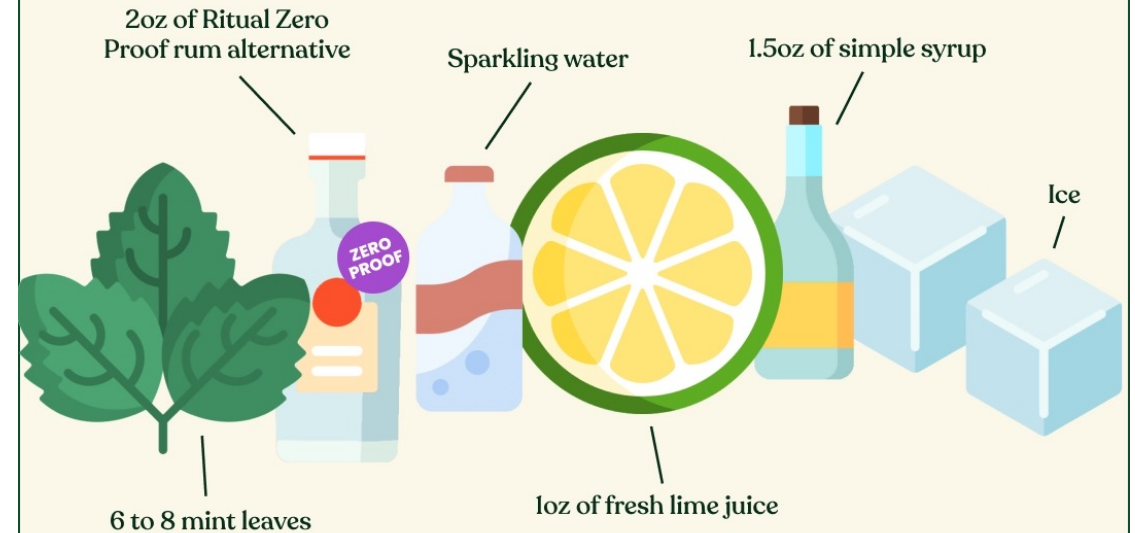 2oz of Ritual Zero
Proof rum alternative
Sparkling water
1.5oz of simple syrup
Ice
ZERO
PROOF
6 to 8 mint leaves
1oz of fresh lime juice